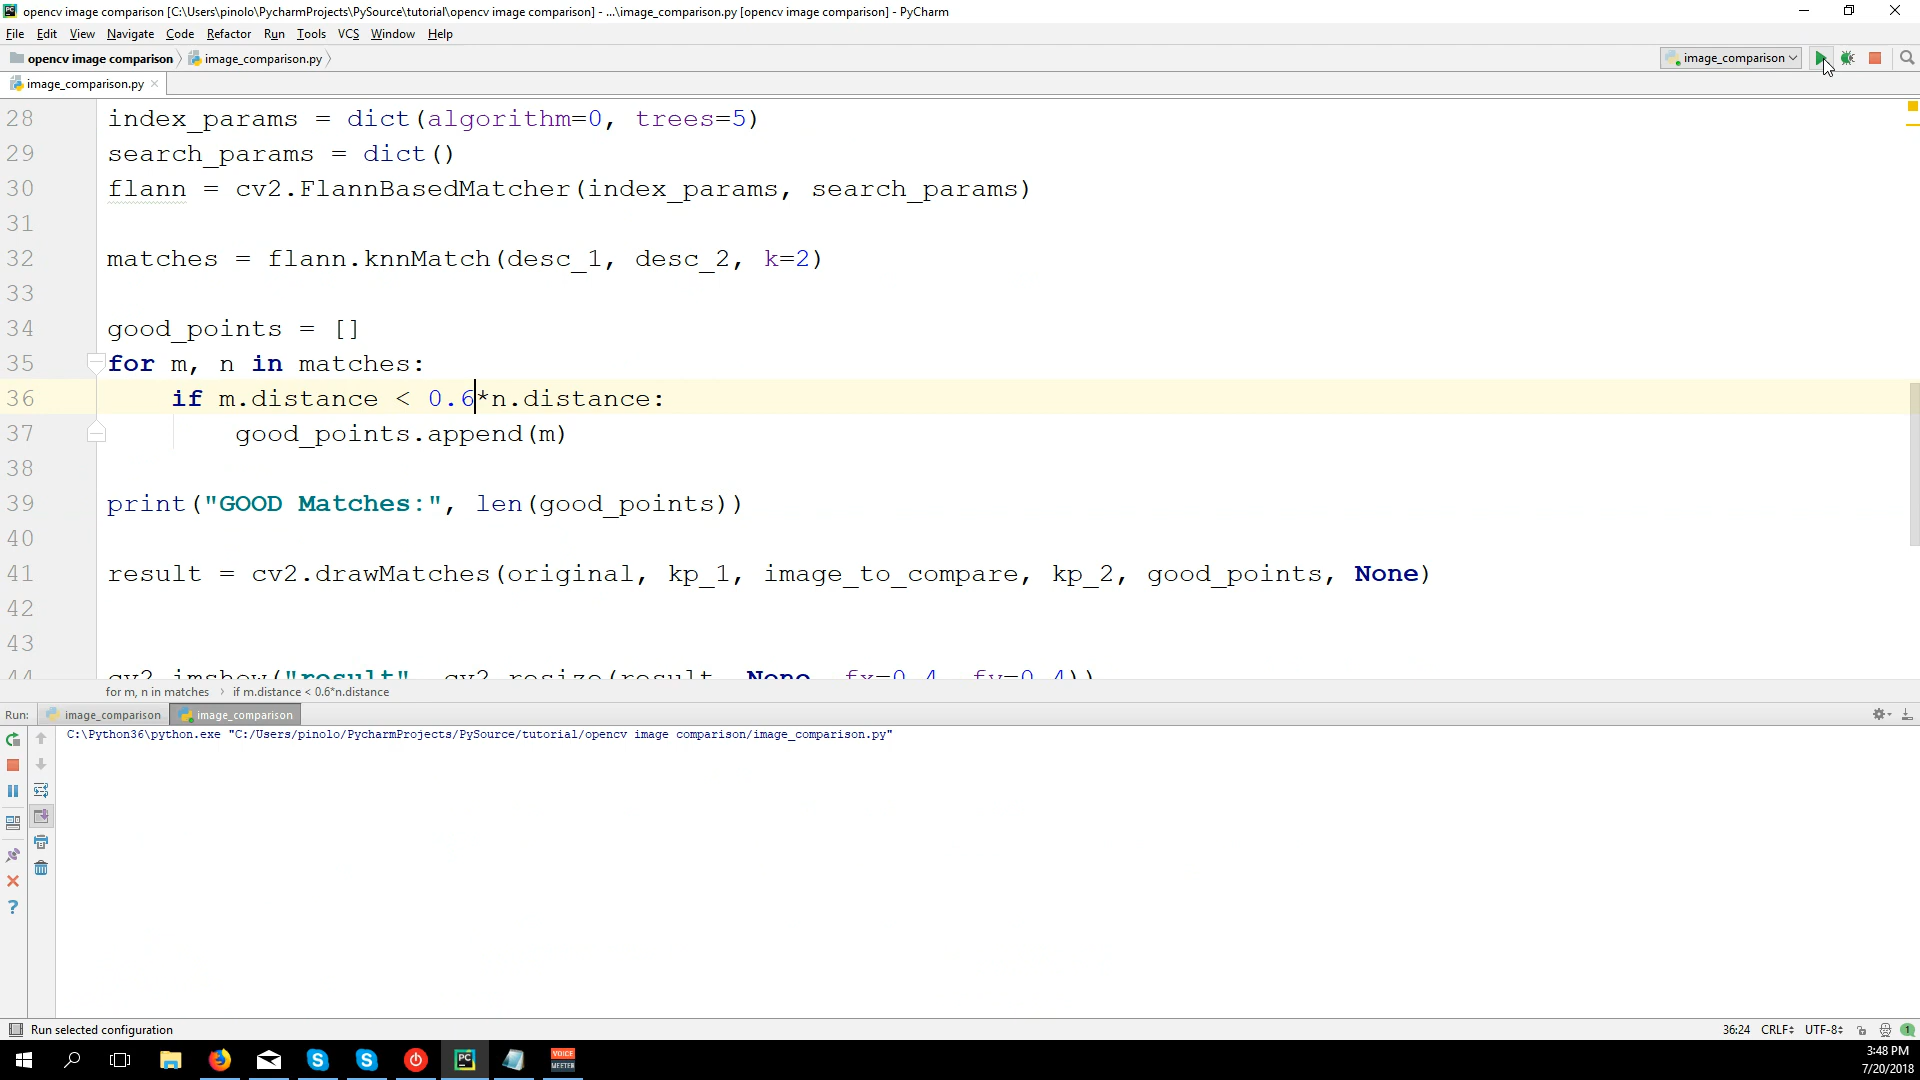 opencv image comparison [C:\Users\pinolo\PycharmProjects\PySource\tutorial\opencv image comparison] - ...\image_comparison.py [opencv image comparison] - PyCharm
File Edit View Navigate Code Refactor Run Tools VCS Window Help
opencv image comparison image_comparison.py image_comparison
image_comparison.py
28 index_params = dict(algorithm=0, trees=5)
29 search_params = dict()
30 flann = cv2.FlannBasedMatcher(index_params, search_params)
31
32 matches = flann.knnMatch(desc_1, desc_2, k=2)
33
34 good_points = []
35 for m, n in matches:
36 if m.distance < 0.6*n.distance:
37 good_points.append(m)
38
39 print("GOOD Matches:", len(good_points))
40
41 result = cv2.drawMatches(original, kp_1, image_to_compare, kp_2, good_points, None)
42
43
44 cv2.imshow("result", cv2.resize(result, None, fx=0.4, fy=0.4))
for m, n in matches › if m.distance < 0.6*n.distance
Run: image_comparison image_comparison
C:\Python36\python.exe "C:/Users/pinolo/PycharmProjects/PySource/tutorial/opencv image comparison/image_comparison.py"
Run selected configuration 36:24 CRLF÷ UTF-8÷ 1
PC VOICE MEETER
3:48 PM
7/20/2018